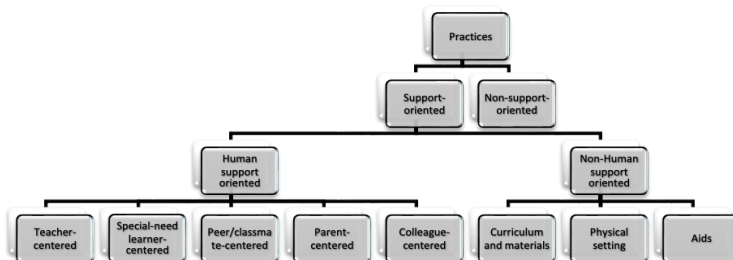 Practices
Support-
oriented
Non-support-
oriented
Human
support
oriented
Non-Human
support
oriented
Teacher-
centered
Special-need
learner-
centered
Peer/classma
te-centered
Parent-
centered
Colleague-
centered
Curriculum
and materials
Physical
setting
Aids